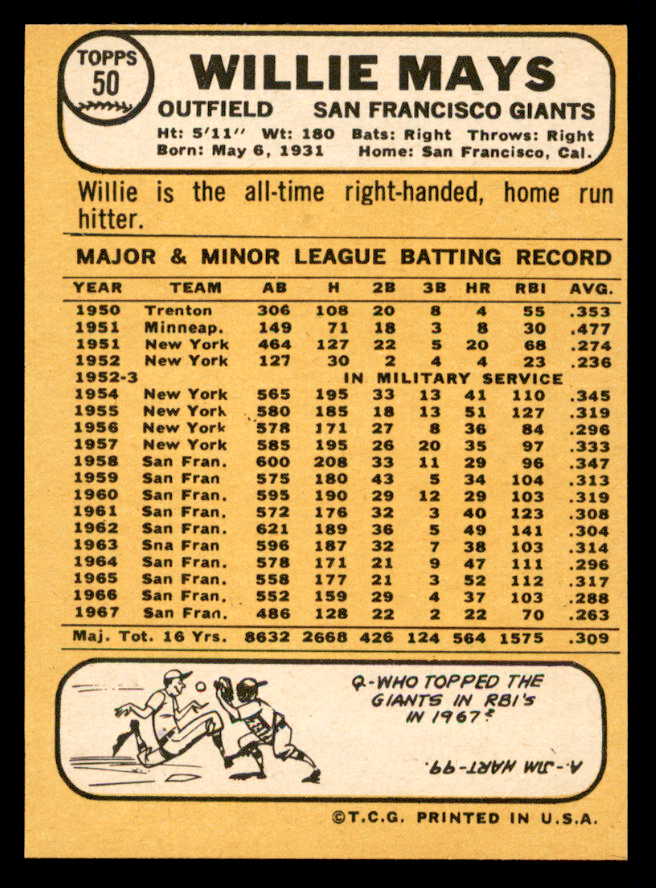 TOPPS
50
WILLIE MAYS
OUTFIELD SAN FRANCISCO GIANTS
Ht: 5'11" Wt: 180 Bats: Right Throws: Right
Born: May 6, 1931 Home: San Francisco, Cal.
Willie is the all-time right-handed, home run
hitter.
MAJOR & MINOR LEAGUE BATTING RECORD
YEAR TEAM AB H 2B 3B HR RBI AVG.
1950 Trenton 306 108 20 8 4 55 .353
1951 Minneap. 149 71 18 3 8 30 .477
1951 New York 464 127 22 5 20 68 .274
1952 New York 127 30 2 4 4 23 .236
1952-3 IN MILITARY SERVICE
1954 New York 565 195 33 13 41 110 .345
1955 New York 580 185 18 13 51 127 .319
1956 New York 578 171 27 8 36 84 .296
1957 New York 585 195 26 20 35 97 .333
1958 San Fran. 600 208 33 11 29 96 .347
1959 San Fran 575 180 43 5 34 104 .313
1960 San Fran. 595 190 29 12 29 103 .319
1961 San Fran. 572 176 32 3 40 123 .308
1962 San Fran. 621 189 36 5 49 141 .304
1963 Sna Fran 596 187 32 7 38 103 .314
1964 San Fran. 578 171 21 9 47 111 .296
1965 San Fran. 558 177 21 3 52 112 .317
1966 San Fran. 552 159 29 4 37 103 .288
1967 San Fran. 486 128 22 2 22 70 .263
Maj. Tot. 16 Yrs. 8632 2668 426 124 564 1575 .309
Q-WHO TOPPED THE
GIANTS IN RBI'S
IN 1967?
A-JIM HART-99.
©T.C.G. PRINTED IN U.S.A.